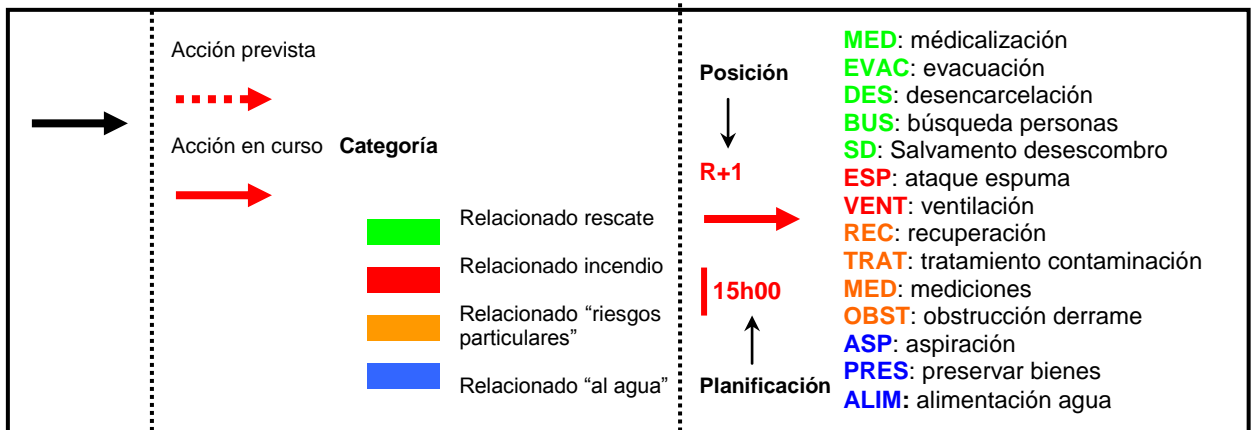 Acción prevista
Acción en curso
Categoría
Relacionado rescate
Relacionado incendio
Relacionado “riesgos
particulares”
Relacionado “al agua”
Posición
R+1
15h00
Planificación
MED: médicalización
EVAC: evacuación
DES: desencarcelación
BUS: búsqueda personas
SD: Salvamento desescombro
ESP: ataque espuma
VENT: ventilación
REC: recuperación
TRAT: tratamiento contaminación
MED: mediciones
OBST: obstrucción derrame
ASP: aspiración
PRES: preservar bienes
ALIM: alimentación agua